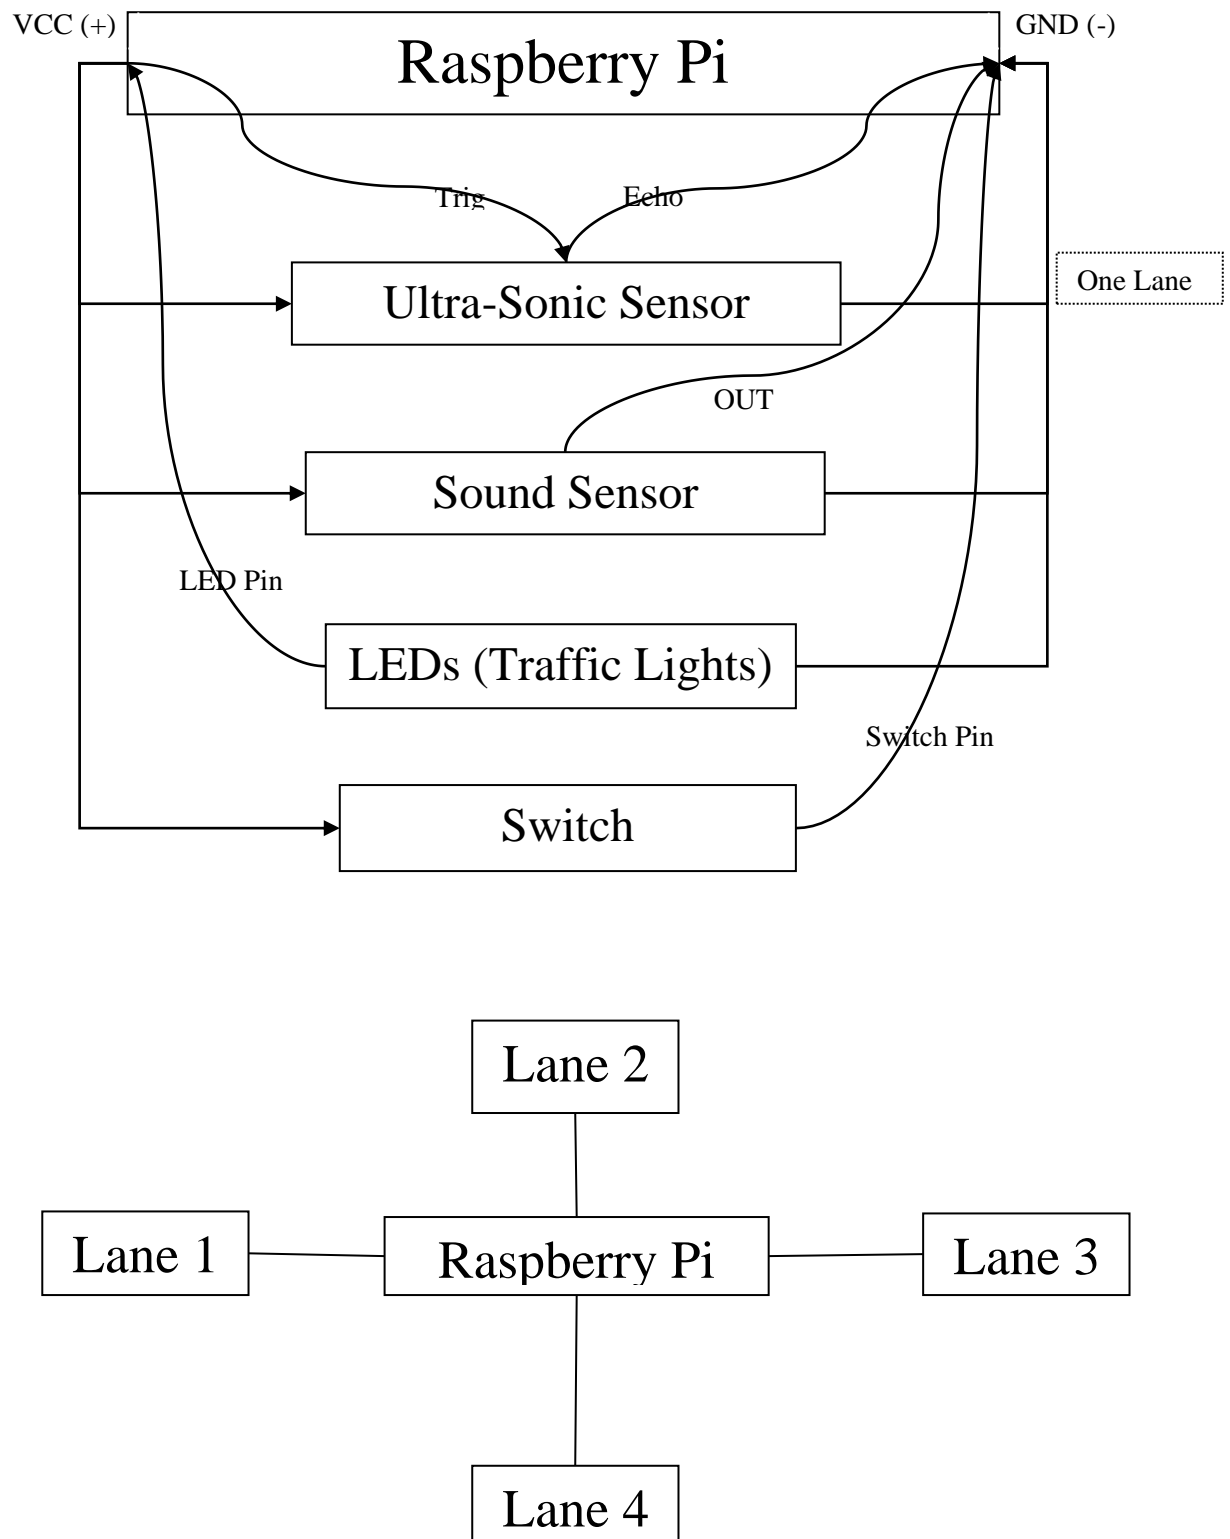 VCC (+)
Raspberry Pi
GND (-)
Trig
Echo
Ultra-Sonic Sensor
One Lane
OUT
Sound Sensor
LED Pin
LEDs (Traffic Lights)
Switch Pin
Switch
Lane 2
Lane 1
Raspberry Pi
Lane 3
Lane 4